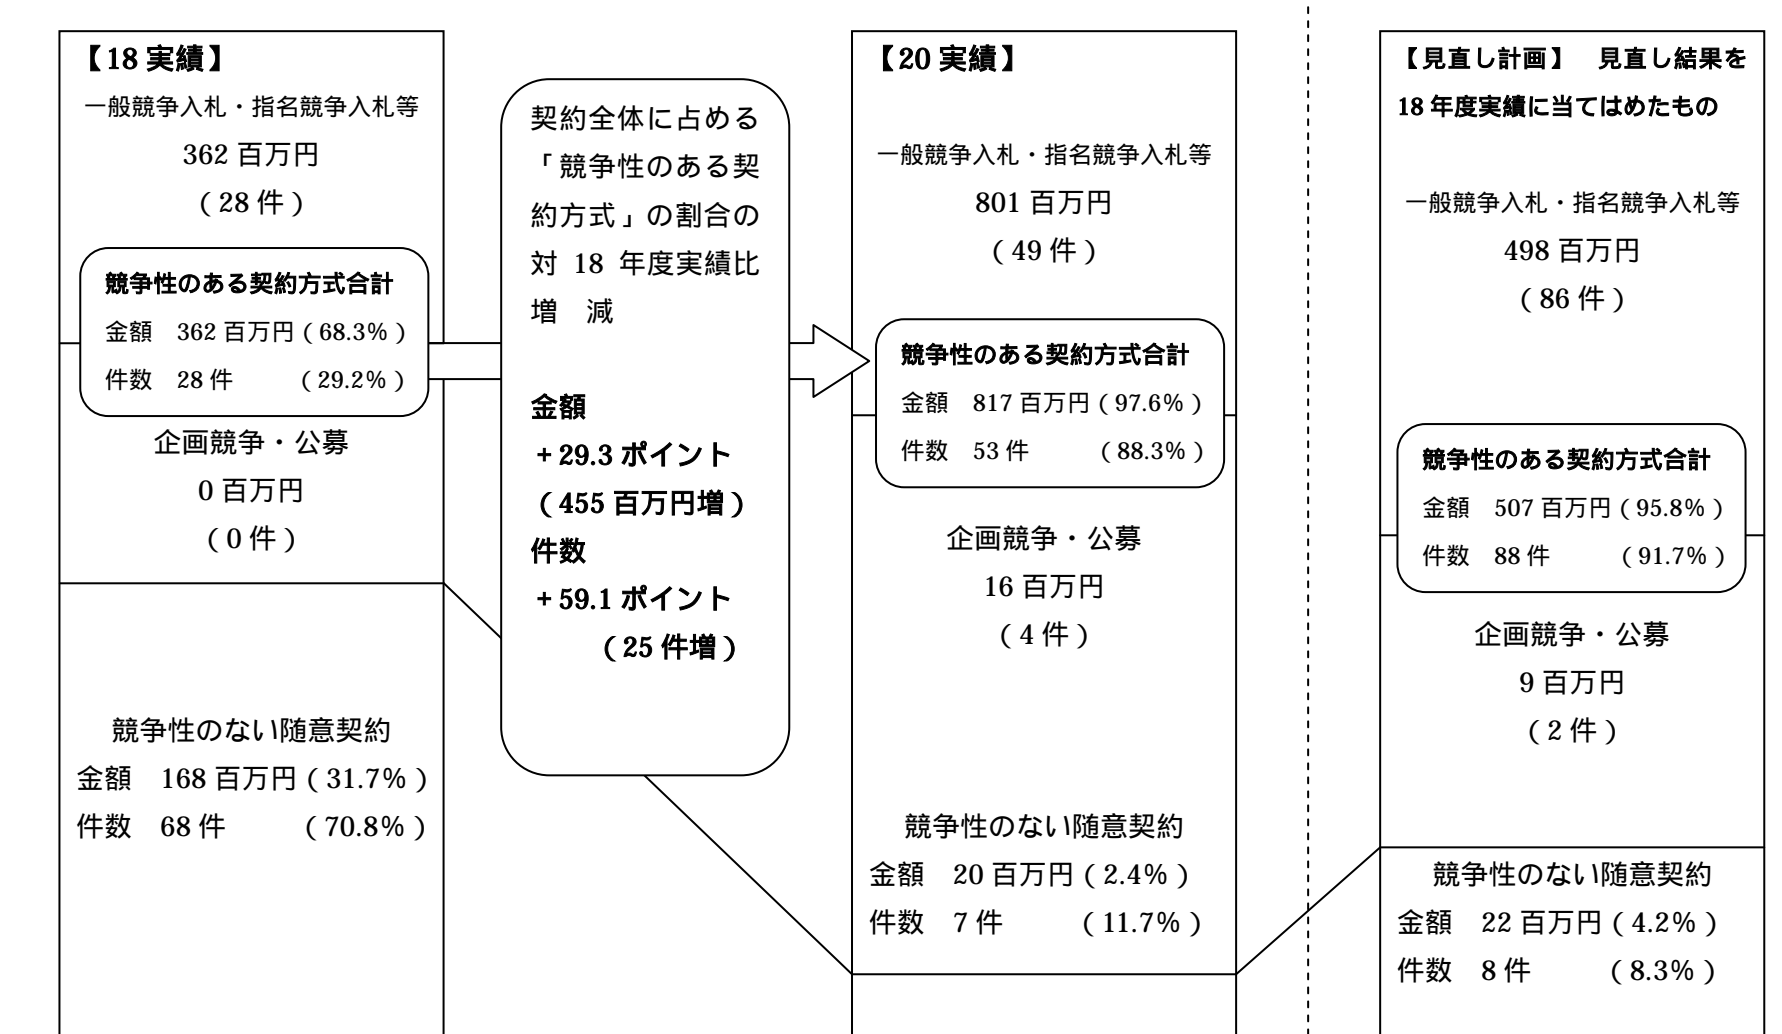 【18 実績】
一般競争入札・指名競争入札等
362 百万円
（28 件）
競争性のある契約方式合計
金額　362 百万円（68.3%）
件数　28 件　（29.2%）
企画競争・公募
0 百万円
（0 件）
競争性のない随意契約
金額　168 百万円（31.7%）
件数　68 件　（70.8%）
契約全体に占める
「競争性のある契
約方式」の割合の
対 18 年度実績比
増　減
金額
+29.3 ポイント
（455 百万円増）
件数
+59.1 ポイント
（25 件増）
【20 実績】
一般競争入札・指名競争入札等
801 百万円
（49 件）
競争性のある契約方式合計
金額　817 百万円（97.6%）
件数　53 件　（88.3%）
企画競争・公募
16 百万円
（4 件）
競争性のない随意契約
金額　20 百万円（2.4%）
件数　7 件　（11.7%）
【見直し計画】　見直し結果を
18 年度実績に当てはめたもの
一般競争入札・指名競争入札等
498 百万円
（86 件）
競争性のある契約方式合計
金額　507 百万円（95.8%）
件数　88 件　（91.7%）
企画競争・公募
9 百万円
（2 件）
競争性のない随意契約
金額　22 百万円（4.2%）
件数　8 件　（8.3%）